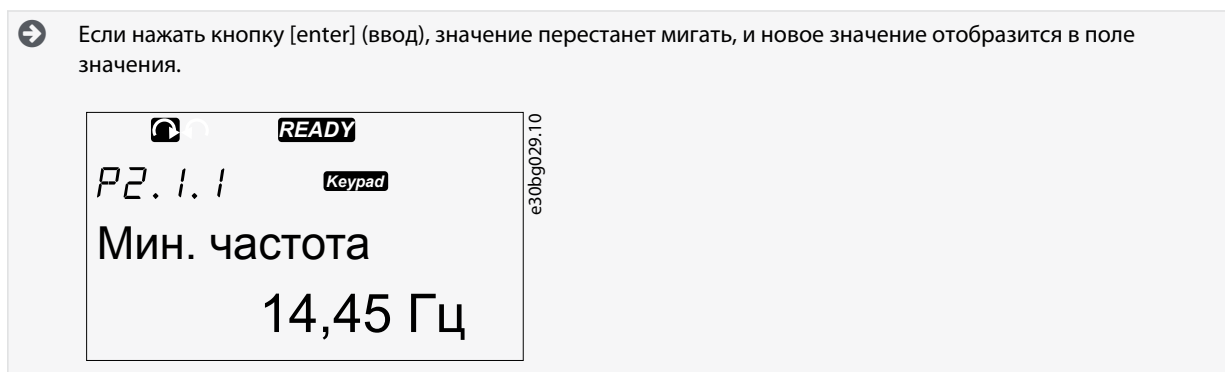 Если нажать кнопку [enter] (ввод), значение перестанет мигать, и новое значение отобразится в поле
значения.
READY
P2.1.1
Keypad
Мин. частота
14,45 Гц
e30bg029.10